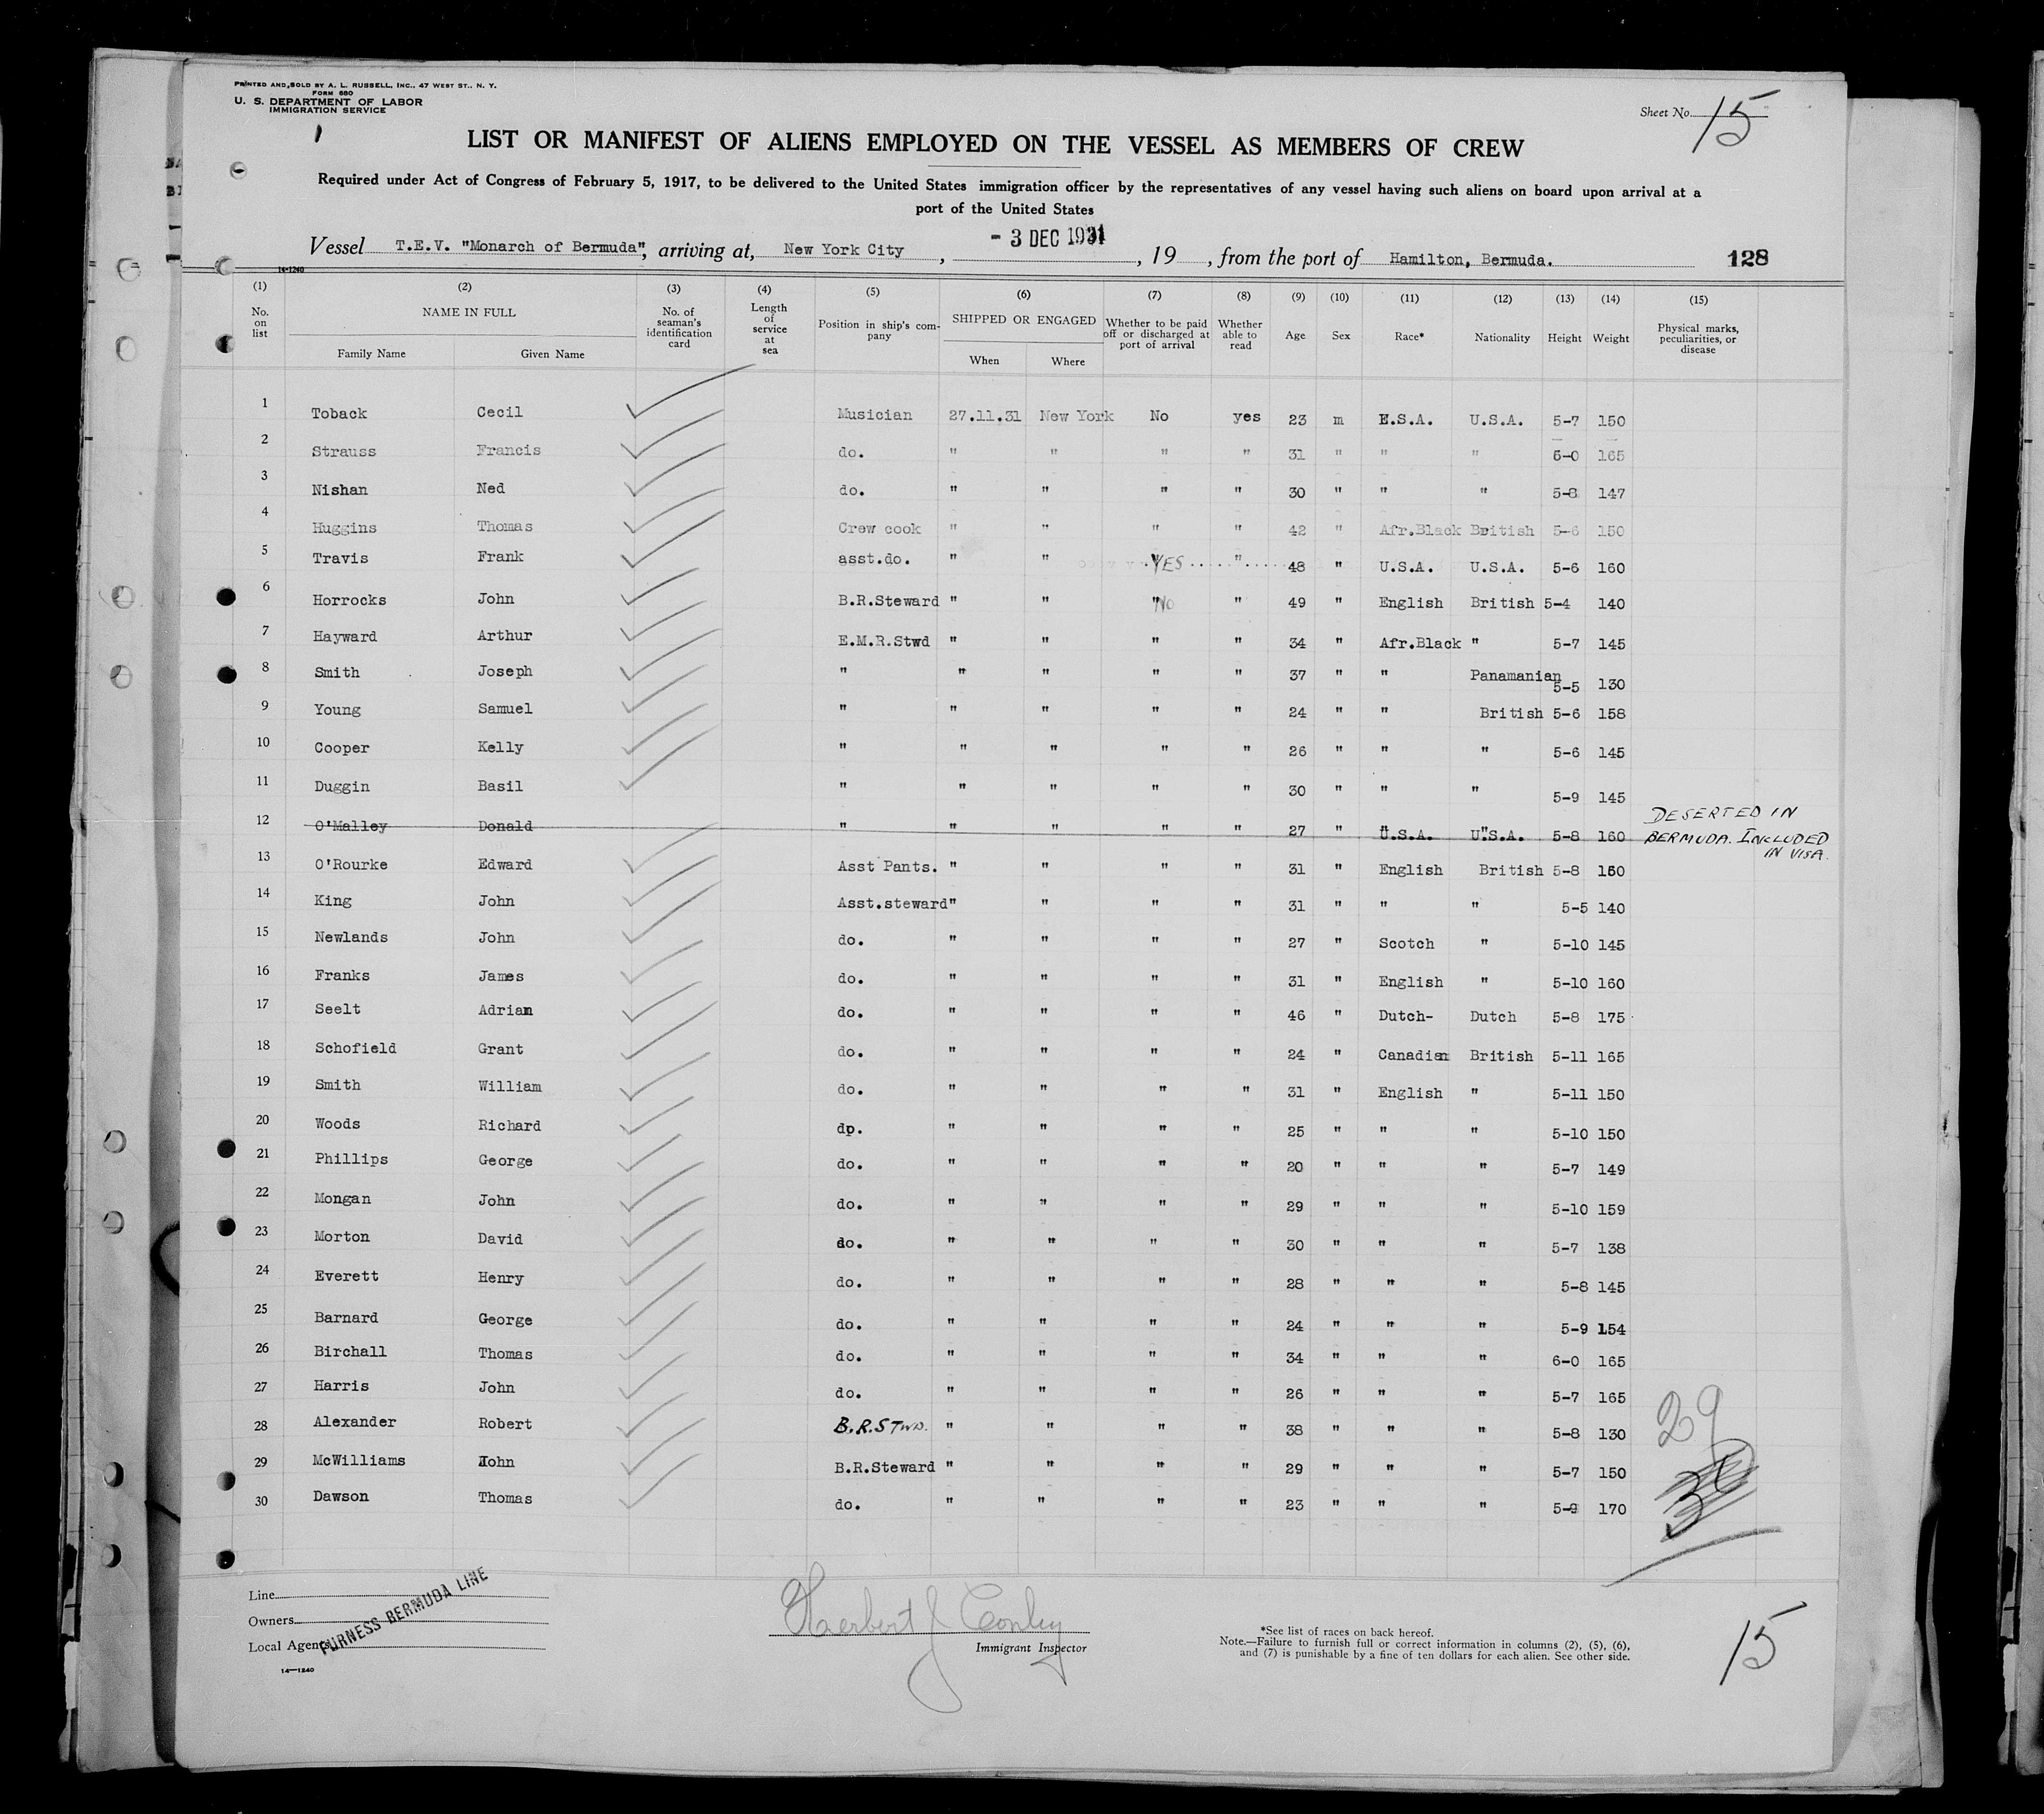 PRINTED AND SOLD BY A. L. RUSSELL, INC., 47 WEST ST., N. Y.
FORM 680
U. S. DEPARTMENT OF LABOR
IMMIGRATION SERVICE
Sheet No. 15
LIST OR MANIFEST OF ALIENS EMPLOYED ON THE VESSEL AS MEMBERS OF CREW
Required under Act of Congress of February 5, 1917, to be delivered to the United States immigration officer by the representatives of any vessel having such aliens on board upon arrival at a
port of the United States
Vessel T.E.V. "Monarch of Bermuda", arriving at, New York City, - 3 DEC 1931, 19 , from the port of Hamilton, Bermuda. 128
14-1240
(1) (2) (3) (4) (5) (6) (7) (8) (9) (10) (11) (12) (13) (14) (15)
No. on list NAME IN FULL Family Name Given Name No. of seaman's identification card Length of service at sea Position in ship's company SHIPPED OR ENGAGED When Where Whether to be paid off or discharged at port of arrival Whether able to read Age Sex Race* Nationality Height Weight Physical marks, peculiarities, or disease
1 Toback Cecil Musician 27.11.31 New York No yes 23 m E.S.A. U.S.A. 5-7 150
2 Strauss Francis do. " " " " 31 " " " 5-0 165
3 Nishan Ned do. " " " " 30 " " " 5-8 147
4 Huggins Thomas Crew cook " " " " 42 " Afr.Black British 5-6 150
5 Travis Frank asst.do. " " YES " 48 " U.S.A. U.S.A. 5-6 160
6 Horrocks John B.R.Steward " " No " 49 " English British 5-4 140
7 Hayward Arthur E.M.R.Stwd " " " " 34 " Afr.Black " 5-7 145
8 Smith Joseph " " " " " 37 " " Panamanian 5-5 130
9 Young Samuel " " " " " 24 " " British 5-6 158
10 Cooper Kelly " " " " " 26 " " " 5-6 145
11 Duggin Basil " " " " " 30 " " " 5-9 145
12 O'Malley Donald " " " " " 27 " U.S.A. U.S.A. 5-8 160 DESERTED IN BERMUDA. INCLUDED IN VISA.
13 O'Rourke Edward Asst Pants. " " " " 31 " English British 5-8 150
14 King John Asst.steward " " " " 31 " " " 5-5 140
15 Newlands John do. " " " " 27 " Scotch " 5-10 145
16 Franks James do. " " " " 31 " English " 5-10 160
17 Seelt Adrian do. " " " " 46 " Dutch- Dutch 5-8 175
18 Schofield Grant do. " " " " 24 " Canadian British 5-11 165
19 Smith William do. " " " " 31 " English " 5-11 150
20 Woods Richard dp. " " " " 25 " " " 5-10 150
21 Phillips George do. " " " " 20 " " " 5-7 149
22 Mongan John do. " " " " 29 " " " 5-10 159
23 Morton David do. " " " " 30 " " " 5-7 138
24 Everett Henry do. " " " " 28 " " " 5-8 145
25 Barnard George do. " " " " 24 " " " 5-9 154
26 Birchall Thomas do. " " " " 34 " " " 6-0 165
27 Harris John do. " " " " 26 " " " 5-7 165
28 Alexander Robert B.R.STWD. " " " " 38 " " " 5-8 130
29 McWilliams John B.R.Steward " " " " 29 " " " 5-7 150
30 Dawson Thomas do. " " " " 23 " " " 5-9 170
29
30
Line
Owners
Local Agents
FURNESS BERMUDA LINE
14-1240
Herbert J Conley
Immigrant Inspector
*See list of races on back hereof.
Note.—Failure to furnish full or correct information in columns (2), (5), (6),
and (7) is punishable by a fine of ten dollars for each alien. See other side.
15